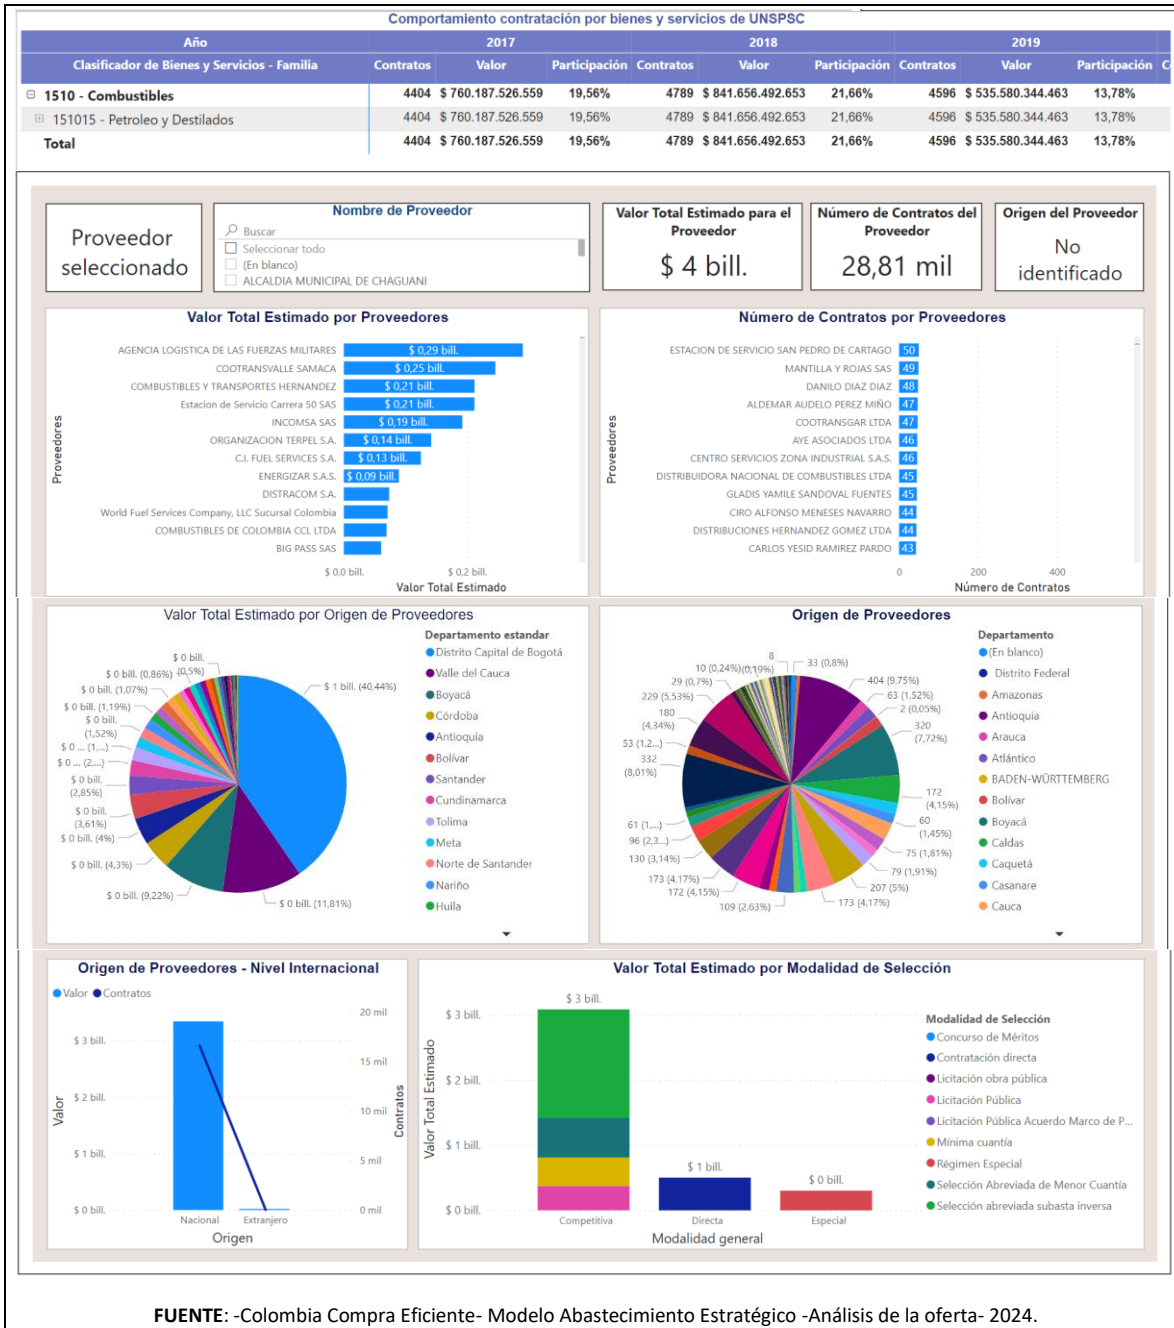 Comportamiento contratación por bienes y servicios de UNSPSC
Año 2017 2018 2019
Clasificador de Bienes y Servicios - Familia Contratos Valor Participación Contratos Valor Participación Contratos Valor Participación
1510 - Combustibles 4404 $ 760.187.526.559 19,56% 4789 $ 841.656.492.653 21,66% 4596 $ 535.580.344.463 13,78%
151015 - Petroleo y Destilados 4404 $ 760.187.526.559 19,56% 4789 $ 841.656.492.653 21,66% 4596 $ 535.580.344.463 13,78%
Total 4404 $ 760.187.526.559 19,56% 4789 $ 841.656.492.653 21,66% 4596 $ 535.580.344.463 13,78%
Proveedor
seleccionado
Nombre de Proveedor
Buscar
Seleccionar todo
(En blanco)
ALCALDIA MUNICIPAL DE CHAGUANI
Valor Total Estimado para el
Proveedor
$ 4 bill.
Número de Contratos del
Proveedor
28,81 mil
Origen del Proveedor
No
identificado
Valor Total Estimado por Proveedores
Proveedores
AGENCIA LOGISTICA DE LAS FUERZAS MILITARES $ 0,29 bill.
COOTRANSVALLE SAMACA $ 0,25 bill.
COMBUSTIBLES Y TRANSPORTES HERNANDEZ $ 0,21 bill.
Estacion de Servicio Carrera 50 SAS $ 0,21 bill.
INCOMSA SAS $ 0,19 bill.
ORGANIZACION TERPEL S.A. $ 0,14 bill.
C.I. FUEL SERVICES S.A. $ 0,13 bill.
ENERGIZAR S.A.S. $ 0,09 bill.
DISTRACOM S.A.
World Fuel Services Company, LLC Sucursal Colombia
COMBUSTIBLES DE COLOMBIA CCL LTDA
BIG PASS SAS
$ 0,0 bill. $ 0,2 bill.
Valor Total Estimado
Número de Contratos por Proveedores
Proveedores
ESTACION DE SERVICIO SAN PEDRO DE CARTAGO 50
MANTILLA Y ROJAS SAS 49
DANILO DIAZ DIAZ 48
ALDEMAR AUDELO PEREZ MIÑO 47
COOTRANSGAR LTDA 47
AYE ASOCIADOS LTDA 46
CENTRO SERVICIOS ZONA INDUSTRIAL S.A.S. 46
DISTRIBUIDORA NACIONAL DE COMBUSTIBLES LTDA 45
GLADIS YAMILE SANDOVAL FUENTES 45
CIRO ALFONSO MENESES NAVARRO 44
DISTRIBUCIONES HERNANDEZ GOMEZ LTDA 44
CARLOS YESID RAMIREZ PARDO 43
0 200 400
Número de Contratos
Valor Total Estimado por Origen de Proveedores
$ 0 bill.
(0,5%)
$ 0 bill. (0,86%)
$ 0 bill. (1,07%)
$ 0 bill. (1,19%)
$ 0 bill.
(1,52%)
$ 0 ... (1,...)
$ 0 ... (2,...)
$ 0 bill.
(2,85%)
$ 0 bill.
(3,61%)
$ 0 bill. (4%)
$ 0 bill. (4,3%)
$ 0 bill. (9,22%)
$ 0 bill. (11,81%)
$ 1 bill. (40,44%)
Departamento estandar
Distrito Capital de Bogotá
Valle del Cauca
Boyacá
Córdoba
Antioquia
Bolívar
Santander
Cundinamarca
Tolima
Meta
Norte de Santander
Nariño
Huila
Origen de Proveedores
8
33 (0,8%)
10 (0,24%)
(0,19%)
29 (0,7%)
404 (9,75%)
229 (5,53%)
63 (1,52%)
2 (0,05%)
180
(4,34%)
320
(7,72%)
53 (1,2...)
332
(8,01%)
172
(4,15%)
60
(1,45%)
61 (1,...)
96 (2,3...)
75 (1,81%)
130 (3,14%)
79 (1,91%)
173 (4,17%)
207 (5%)
172 (4,15%)
173 (4,17%)
109 (2,63%)
Departamento
(En blanco)
Distrito Federal
Amazonas
Antioquia
Arauca
Atlántico
BADEN-WÜRTTEMBERG
Bolívar
Boyacá
Caldas
Caquetá
Casanare
Cauca
Origen de Proveedores - Nivel Internacional
Valor Contratos
Valor
$ 3 bill.
$ 2 bill.
$ 1 bill.
$ 0 bill.
20 mil
15 mil
10 mil
5 mil
0 mil
Contratos
Nacional Extranjero
Origen
Valor Total Estimado por Modalidad de Selección
Valor Total Estimado
$ 3 bill.
$ 2 bill.
$ 1 bill.
$ 0 bill.
$ 3 bill.
$ 1 bill.
$ 0 bill.
Competitiva Directa Especial
Modalidad general
Modalidad de Selección
Concurso de Méritos
Contratación directa
Licitación obra pública
Licitación Pública
Licitación Pública Acuerdo Marco de P...
Mínima cuantía
Régimen Especial
Selección Abreviada de Menor Cuantía
Selección abreviada subasta inversa
FUENTE: -Colombia Compra Eficiente- Modelo Abastecimiento Estratégico -Análisis de la oferta- 2024.